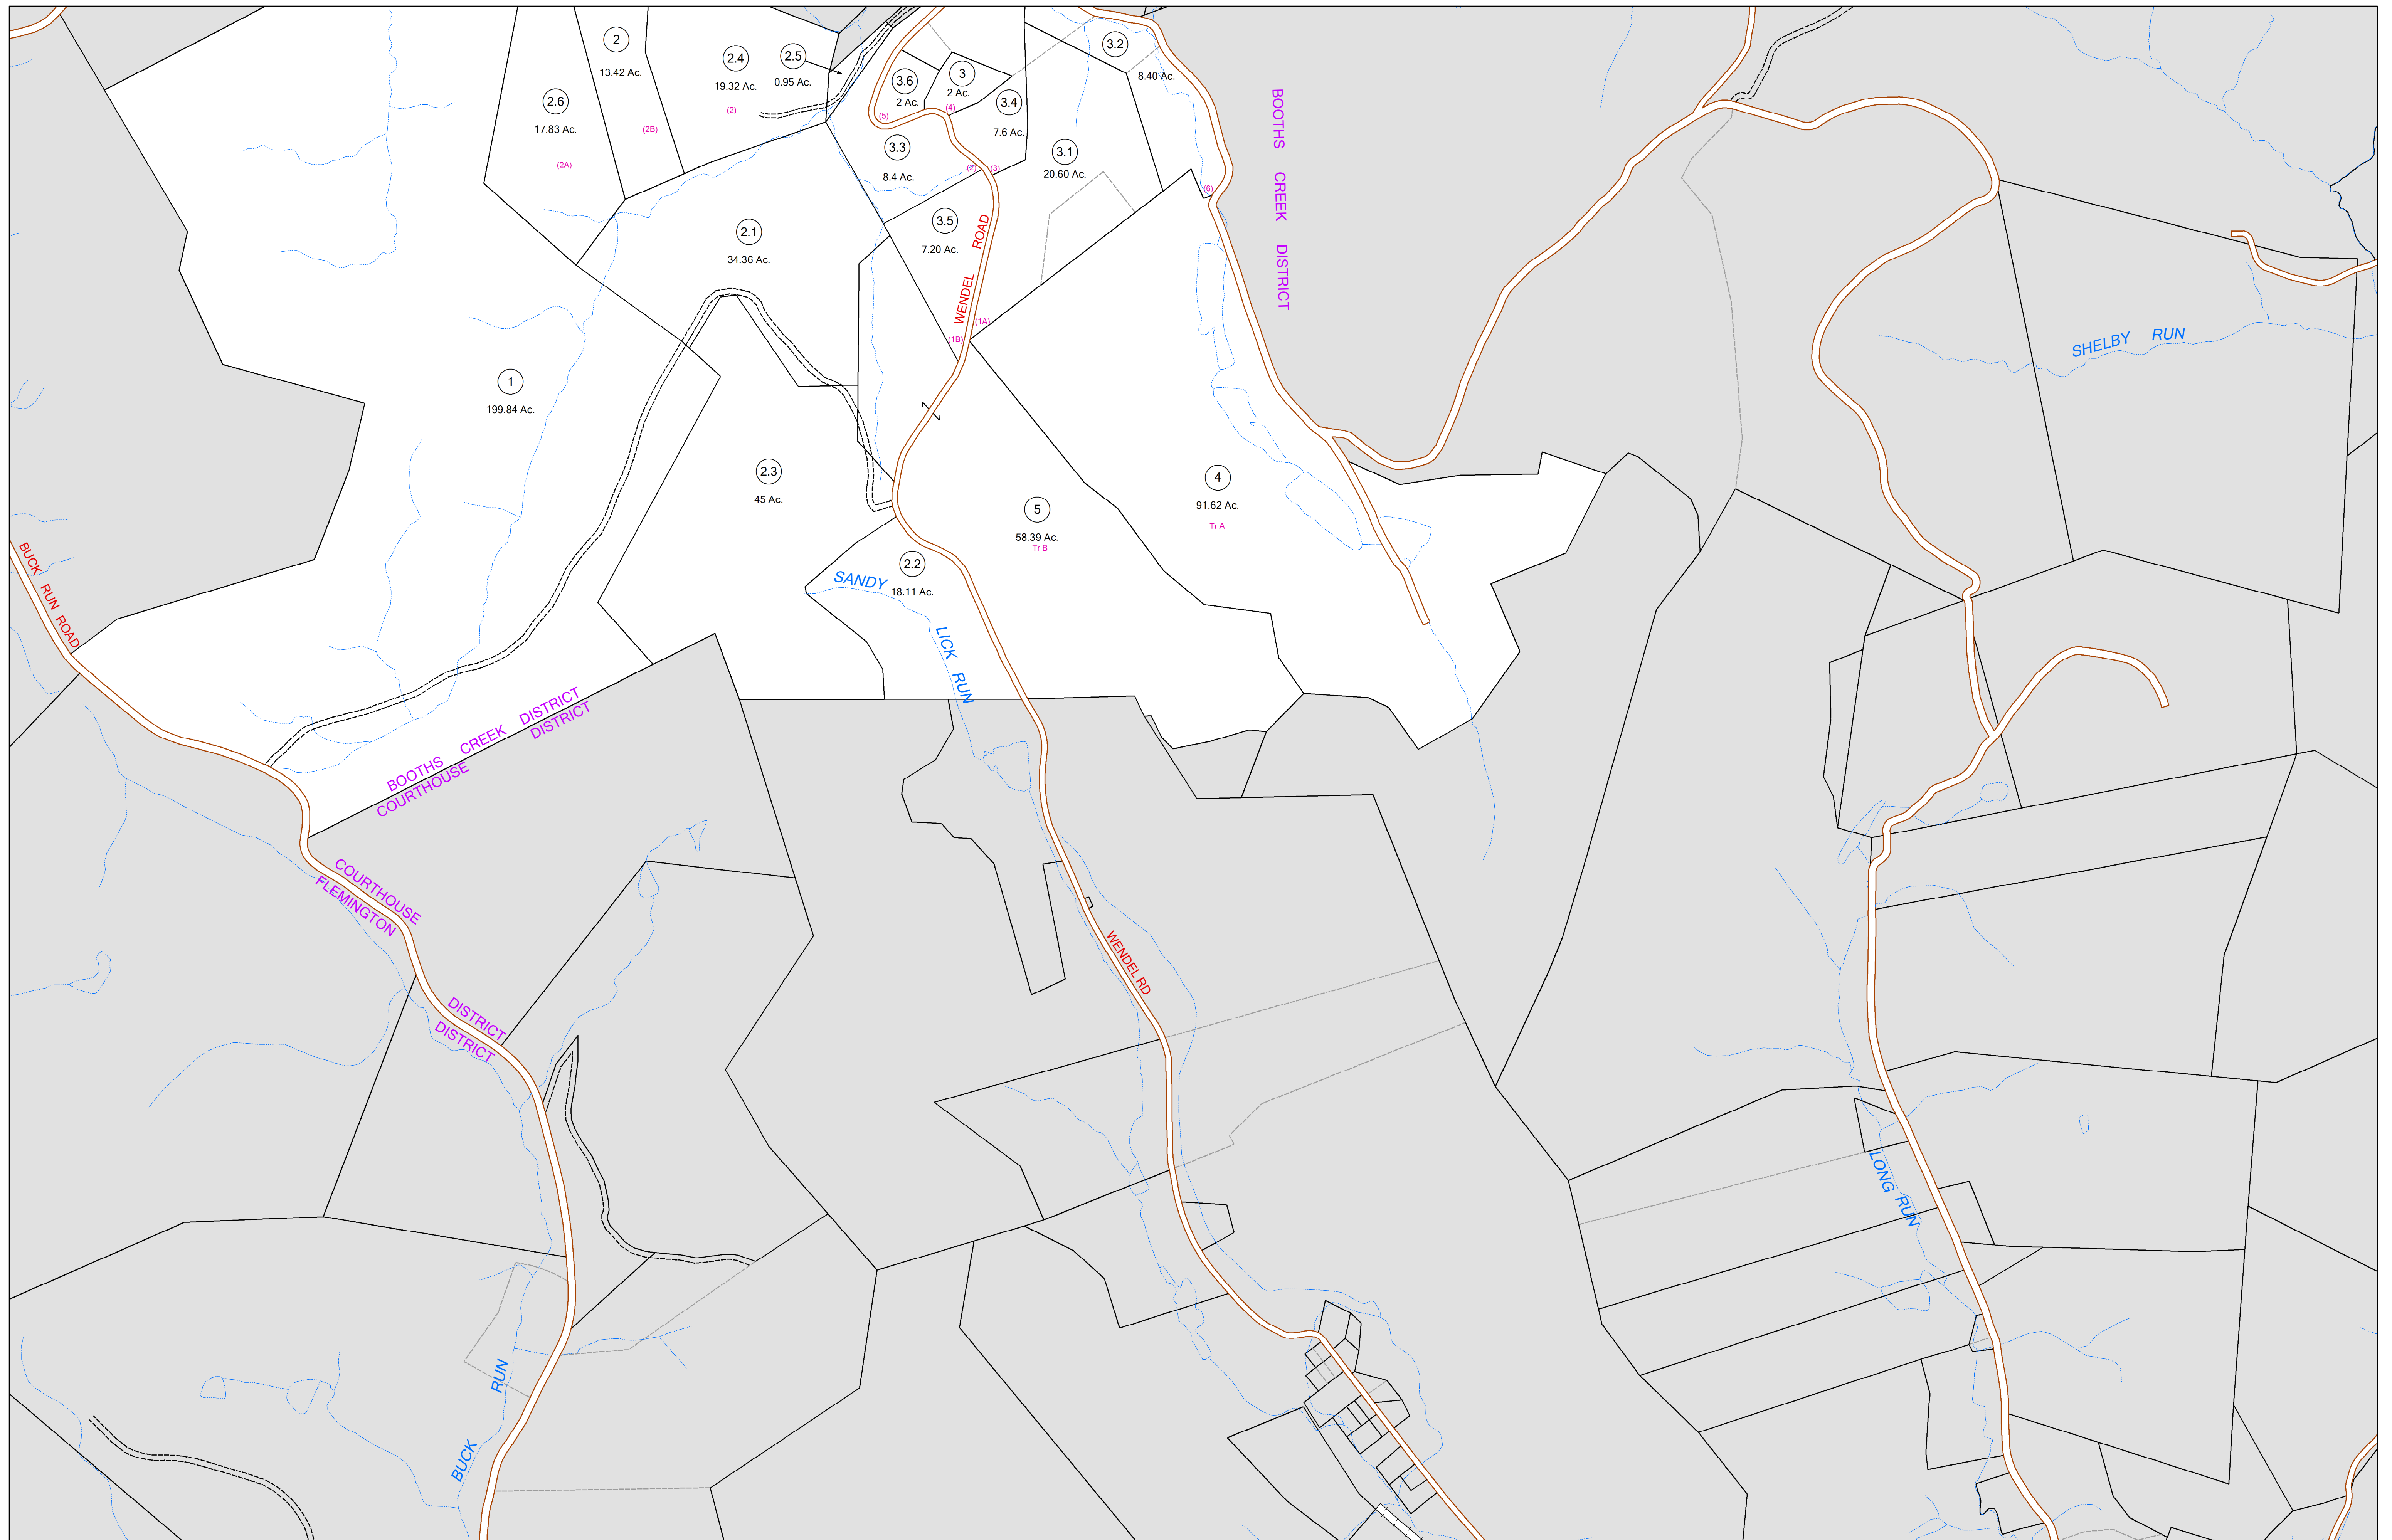 2
13.42 Ac.
(2B)
2.4
19.32 Ac.
(2)
2.5
0.95 Ac.
2.6
17.83 Ac.
(2A)
3.6
2 Ac.
(5)
3
2 Ac.
(4)
3.4
7.6 Ac.
(3)
3.2
8.40 Ac.
3.3
8.4 Ac.
(2)
3.1
20.60 Ac.
(6)
3.5
7.20 Ac.
2.1
34.36 Ac.
WENDEL ROAD
(1A)
(1B)
BOOTHS CREEK DISTRICT
SHELBY RUN
1
199.84 Ac.
2.3
45 Ac.
5
58.39 Ac.
Tr B
4
91.62 Ac.
Tr A
2.2
18.11 Ac.
SANDY LICK RUN
BUCK RUN ROAD
BOOTHS CREEK DISTRICT
COURTHOUSE DISTRICT
COURTHOUSE DISTRICT
FLEMINGTON DISTRICT
WENDEL RD
LONG RUN
BUCK RUN